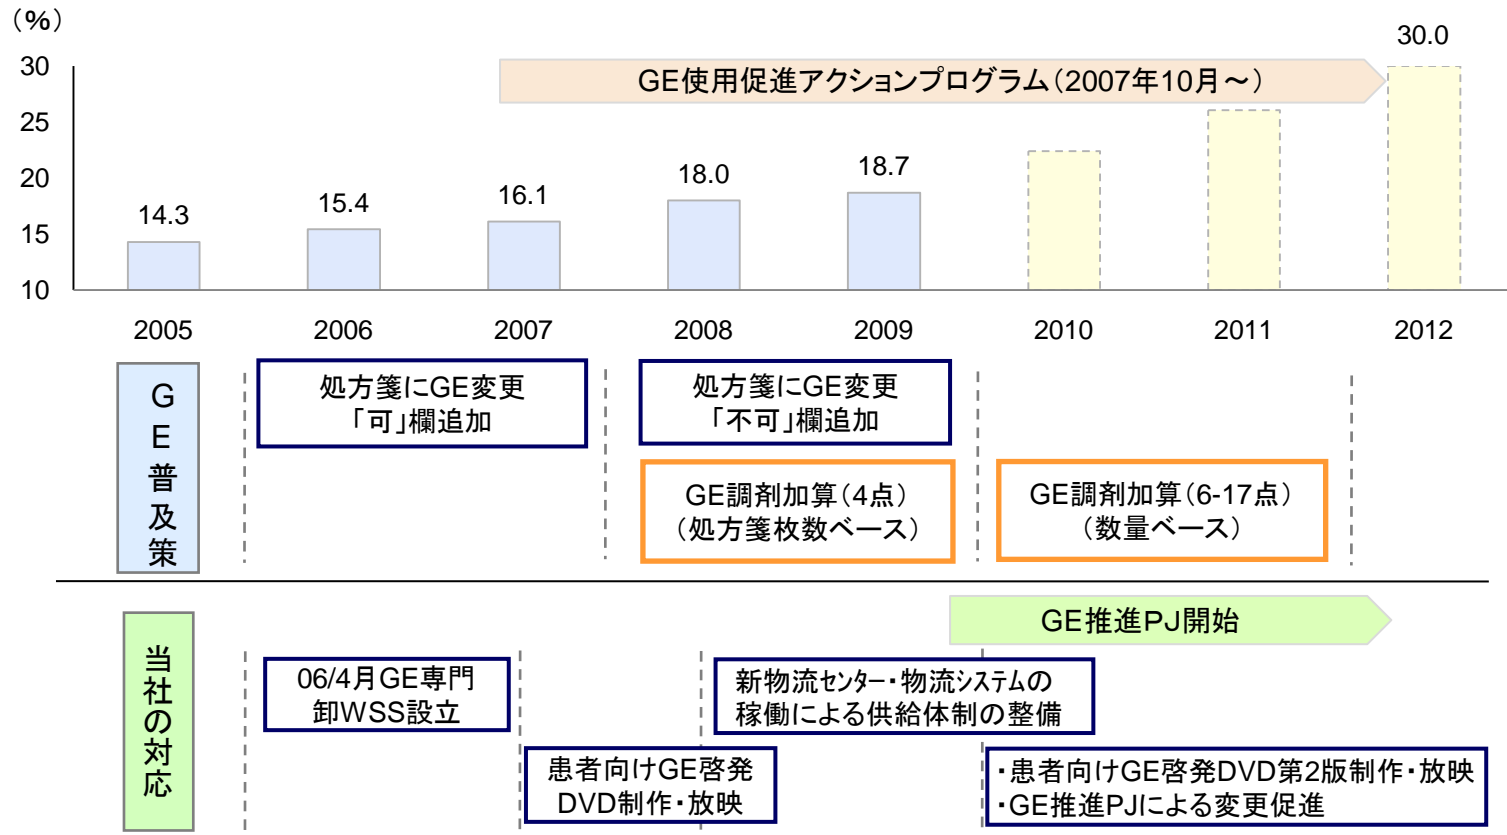 （%）
30.0
30
GE使用促進アクションプログラム（2007年10月～）
25
20
18.7
18.0
16.1
15.4
14.3
15
10
2005 2006 2007 2008 2009 2010 2011 2012
GE普及策
処方箋にGE変更
「可」欄追加
処方箋にGE変更
「不可」欄追加
GE調剤加算（4点）
（処方箋枚数ベース）
GE調剤加算（6-17点）
（数量ベース）
当社の対応
GE推進PJ開始
06/4月GE専門
卸WSS設立
新物流ｾﾝﾀｰ・物流ｼｽﾃﾑの
稼働による供給体制の整備
患者向けGE啓発
DVD制作・放映
・患者向けGE啓発DVD第2版制作・放映
・GE推進PJによる変更促進